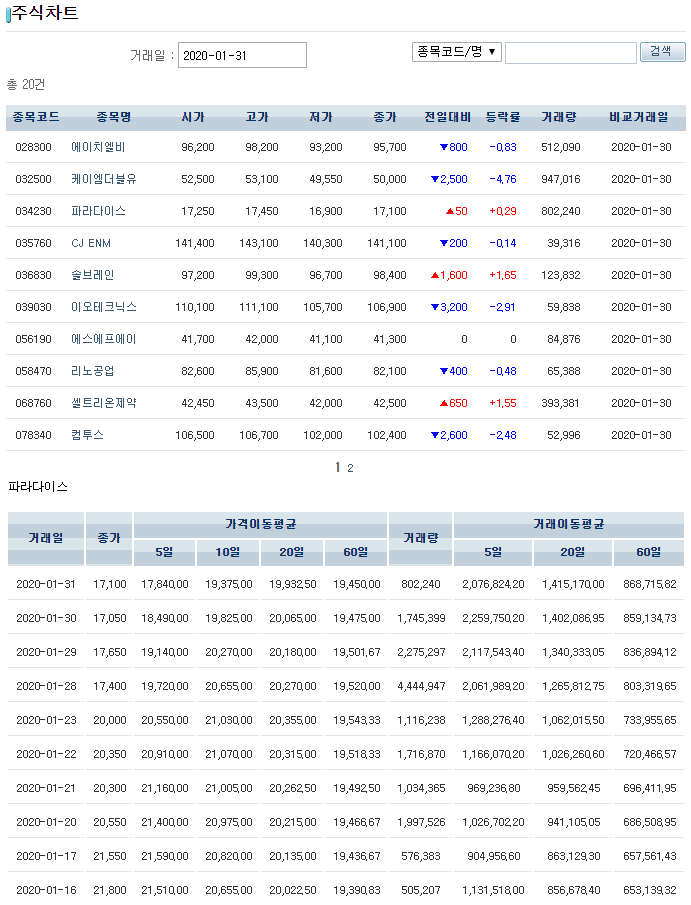 주식차트
거래일 : 2020-01-31 종목코드/명 ▼ 검색
총 20건
종목코드 종목명 시가 고가 저가 종가 전일대비 등락률 거래량 비교거래일
028300 에이치엘비 96,200 98,200 93,200 95,700 ▼800 -0.83 512,090 2020-01-30
032500 케이엠더블유 52,500 53,100 49,550 50,000 ▼2,500 -4.76 947,016 2020-01-30
034230 파라다이스 17,250 17,450 16,900 17,100 ▲50 +0.29 802,240 2020-01-30
035760 CJ ENM 141,400 143,100 140,300 141,100 ▼200 -0.14 39,316 2020-01-30
036830 솔브레인 97,200 99,300 96,700 98,400 ▲1,600 +1.65 123,832 2020-01-30
039030 이오테크닉스 110,100 111,100 105,700 106,900 ▼3,200 -2.91 59,838 2020-01-30
056190 에스에프에이 41,700 42,000 41,100 41,300 0 0 84,876 2020-01-30
058470 리노공업 82,600 85,900 81,600 82,100 ▼400 -0.48 65,388 2020-01-30
068760 셀트리온제약 42,450 43,500 42,000 42,500 ▲650 +1.55 393,381 2020-01-30
078340 컴투스 106,500 106,700 102,000 102,400 ▼2,600 -2.48 52,996 2020-01-30
1 2
파라다이스
거래일 종가 가격이동평균 거래량 거래이동평균
5일 10일 20일 60일 5일 20일 60일
2020-01-31 17,100 17,840.00 19,375.00 19,932.50 19,450.00 802,240 2,076,824.20 1,415,170.00 868,715.82
2020-01-30 17,050 18,490.00 19,825.00 20,065.00 19,475.00 1,745,399 2,259,750.20 1,402,086.95 859,134.73
2020-01-29 17,650 19,140.00 20,270.00 20,180.00 19,501.67 2,275,297 2,117,543.40 1,340,333.05 836,894.12
2020-01-28 17,400 19,720.00 20,655.00 20,270.00 19,520.00 4,444,947 2,061,989.20 1,265,812.75 803,319.65
2020-01-23 20,000 20,550.00 21,030.00 20,355.00 19,543.33 1,116,238 1,288,276.40 1,062,015.50 733,955.65
2020-01-22 20,350 20,910.00 21,070.00 20,315.00 19,518.33 1,716,870 1,166,070.20 1,026,260.60 720,466.57
2020-01-21 20,300 21,160.00 21,005.00 20,262.50 19,492.50 1,034,365 969,236.80 959,562.45 696,411.95
2020-01-20 20,550 21,400.00 20,975.00 20,215.00 19,466.67 1,997,526 1,026,702.20 941,105.05 686,508.95
2020-01-17 21,550 21,590.00 20,820.00 20,135.00 19,436.67 576,383 904,956.60 863,129.30 657,561.43
2020-01-16 21,800 21,510.00 20,655.00 20,022.50 19,390.83 505,207 1,131,518.00 856,678.40 653,139.32